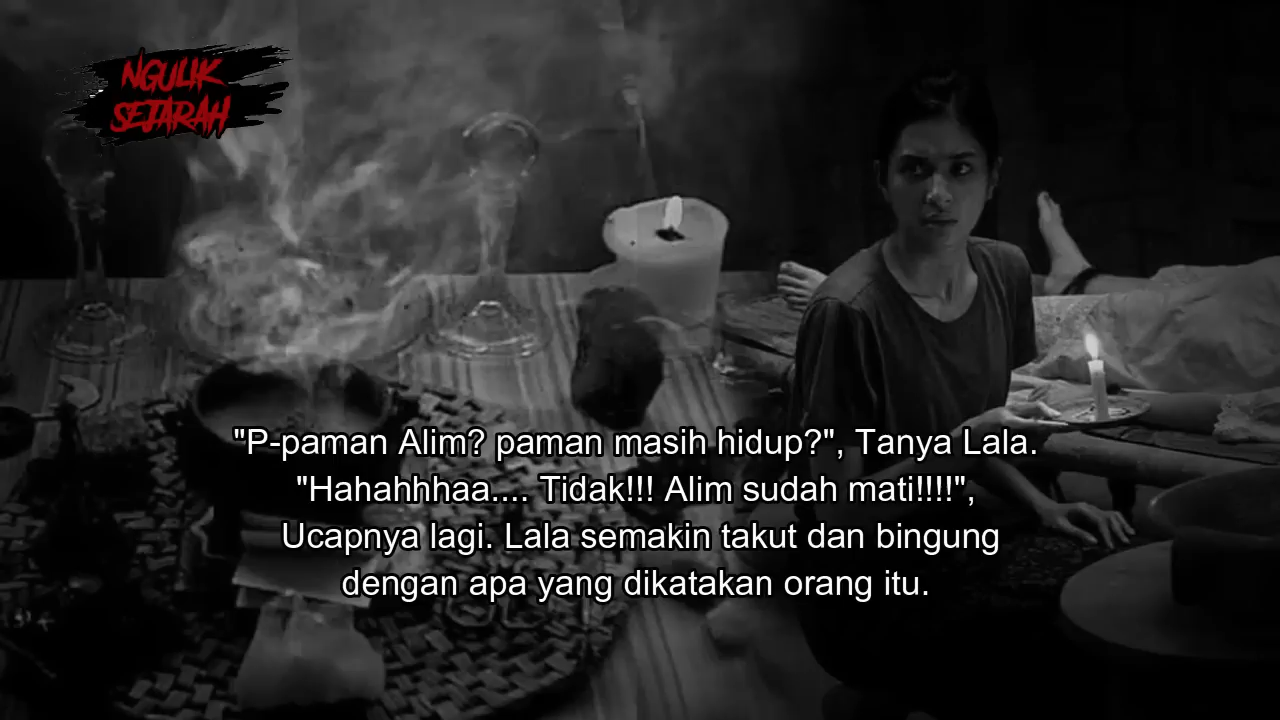 NGULIK
SEJARAH
"P-paman Alim? paman masih hidup?", Tanya Lala.
"Hahahhhaa.... Tidak!!! Alim sudah mati!!!!",
Ucapnya lagi. Lala semakin takut dan bingung
dengan apa yang dikatakan orang itu.